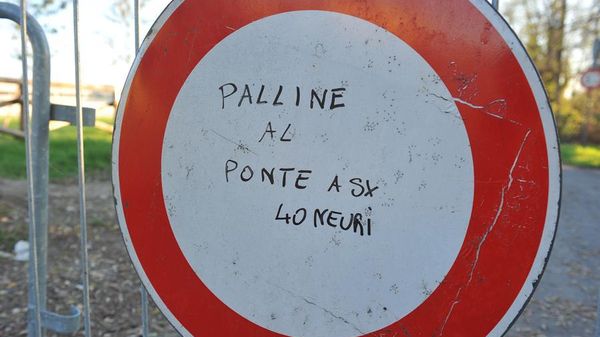 PALLINE
AL
PONTE A SX
40 NEURI